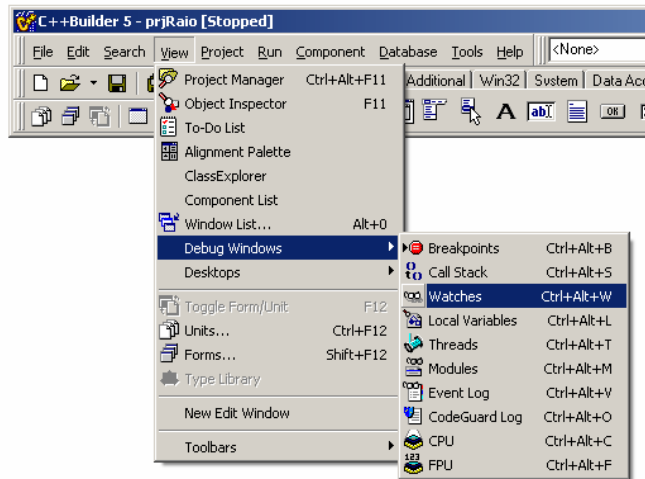 C++Builder 5 - prjRaio [Stopped]
File Edit Search View Project Run Component Database Tools Help <None>
Project Manager Ctrl+Alt+F11
Additional Win32 System Data Acc
Object Inspector F11
To-Do List
Alignment Palette
ClassExplorer
Component List
Window List... Alt+0
Debug Windows
Desktops
Toggle Form/Unit F12
Units... Ctrl+F12
Forms... Shift+F12
Type Library
New Edit Window
Toolbars
Breakpoints Ctrl+Alt+B
Call Stack Ctrl+Alt+S
Watches Ctrl+Alt+W
Local Variables Ctrl+Alt+L
Threads Ctrl+Alt+T
Modules Ctrl+Alt+M
Event Log Ctrl+Alt+V
CodeGuard Log Ctrl+Alt+O
CPU Ctrl+Alt+C
FPU Ctrl+Alt+F
A
abI
OK
123